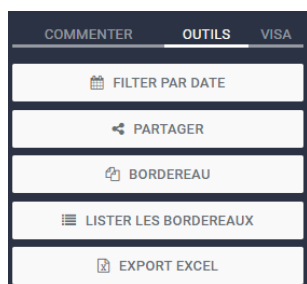 COMMENTER OUTILS VISA
FILTER PAR DATE
PARTAGER
BORDEREAU
LISTER LES BORDEREAUX
EXPORT EXCEL